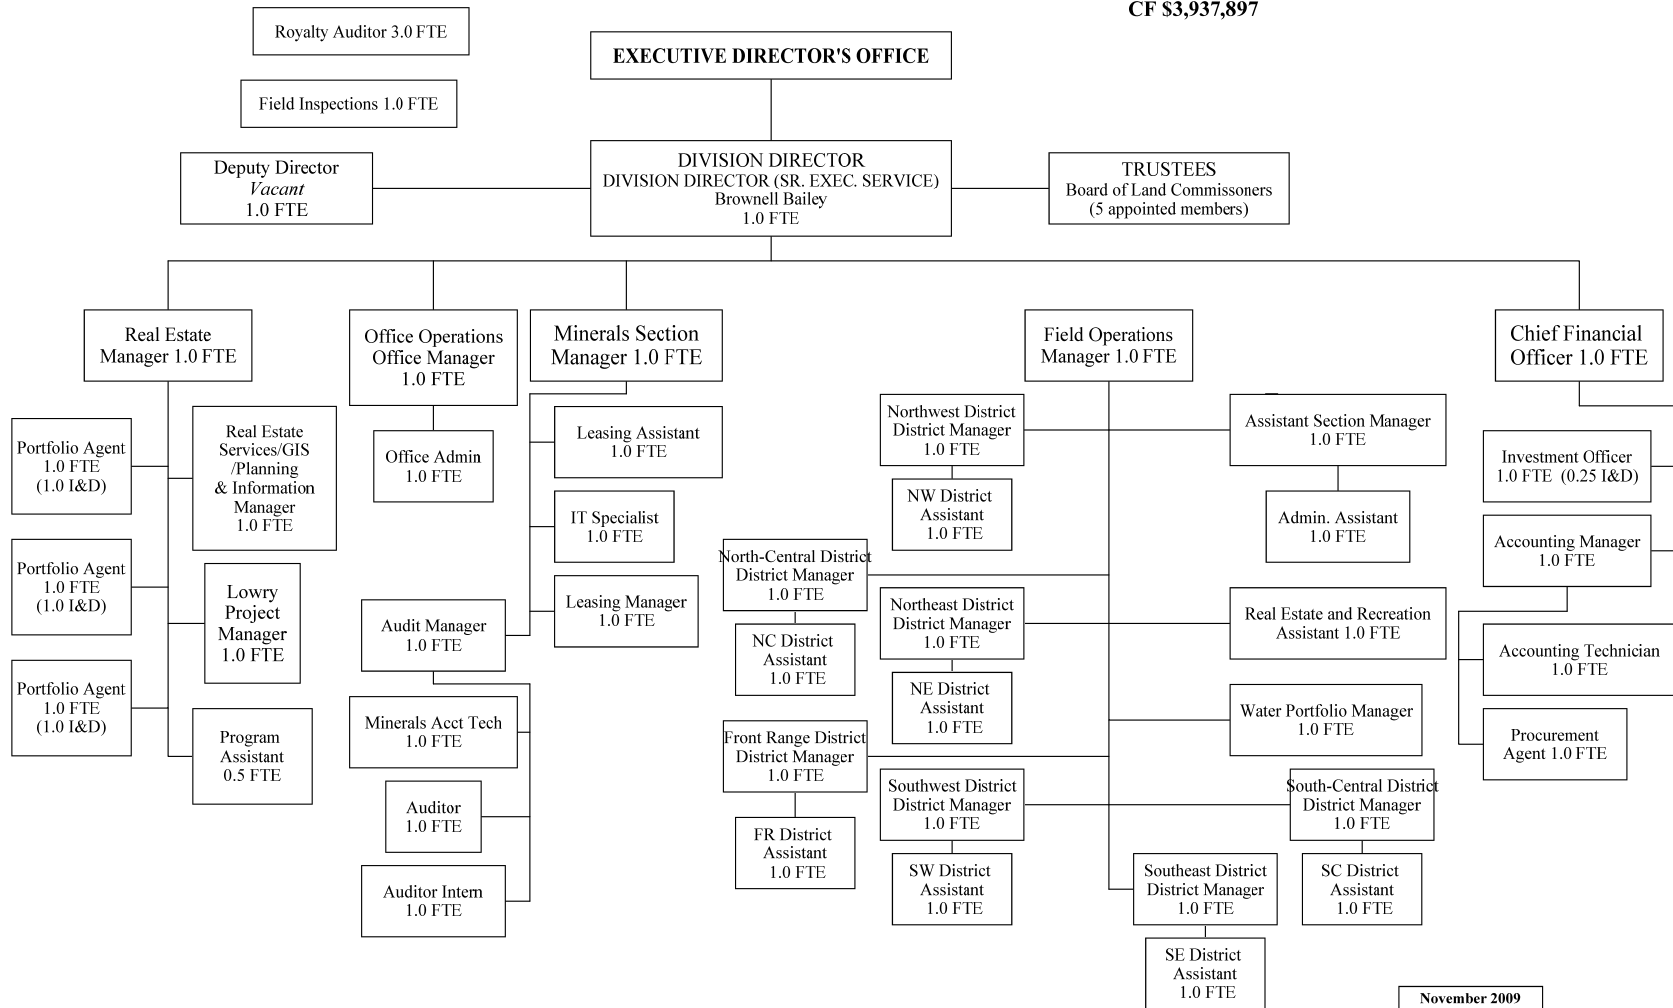 CF $3,937,897
Royalty Auditor 3.0 FTE
EXECUTIVE DIRECTOR'S OFFICE
Field Inspections 1.0 FTE
Deputy Director
Vacant
1.0 FTE
DIVISION DIRECTOR
DIVISION DIRECTOR (SR. EXEC. SERVICE)
Brownell Bailey
1.0 FTE
TRUSTEES
Board of Land Commissoners
(5 appointed members)
Real Estate
Manager 1.0 FTE
Office Operations
Office Manager
1.0 FTE
Minerals Section
Manager 1.0 FTE
Field Operations
Manager 1.0 FTE
Chief Financial
Officer 1.0 FTE
Portfolio Agent
1.0 FTE
(1.0 I&D)
Real Estate
Services/GIS
/Planning
& Information
Manager
1.0 FTE
Portfolio Agent
1.0 FTE
(1.0 I&D)
Lowry
Project
Manager
1.0 FTE
Portfolio Agent
1.0 FTE
(1.0 I&D)
Program
Assistant
0.5 FTE
Office Admin
1.0 FTE
Leasing Assistant
1.0 FTE
IT Specialist
1.0 FTE
Leasing Manager
1.0 FTE
Audit Manager
1.0 FTE
Minerals Acct Tech
1.0 FTE
Auditor
1.0 FTE
Auditor Intern
1.0 FTE
Northwest District
District Manager
1.0 FTE
NW District
Assistant
1.0 FTE
Assistant Section Manager
1.0 FTE
Admin. Assistant
1.0 FTE
North-Central District
District Manager
1.0 FTE
NC District
Assistant
1.0 FTE
Northeast District
District Manager
1.0 FTE
NE District
Assistant
1.0 FTE
Real Estate and Recreation
Assistant 1.0 FTE
Water Portfolio Manager
1.0 FTE
Front Range District
District Manager
1.0 FTE
FR District
Assistant
1.0 FTE
Southwest District
District Manager
1.0 FTE
SW District
Assistant
1.0 FTE
South-Central District
District Manager
1.0 FTE
SC District
Assistant
1.0 FTE
Southeast District
District Manager
1.0 FTE
SE District
Assistant
1.0 FTE
Investment Officer
1.0 FTE (0.25 I&D)
Accounting Manager
1.0 FTE
Accounting Technician
1.0 FTE
Procurement
Agent 1.0 FTE
November 2009